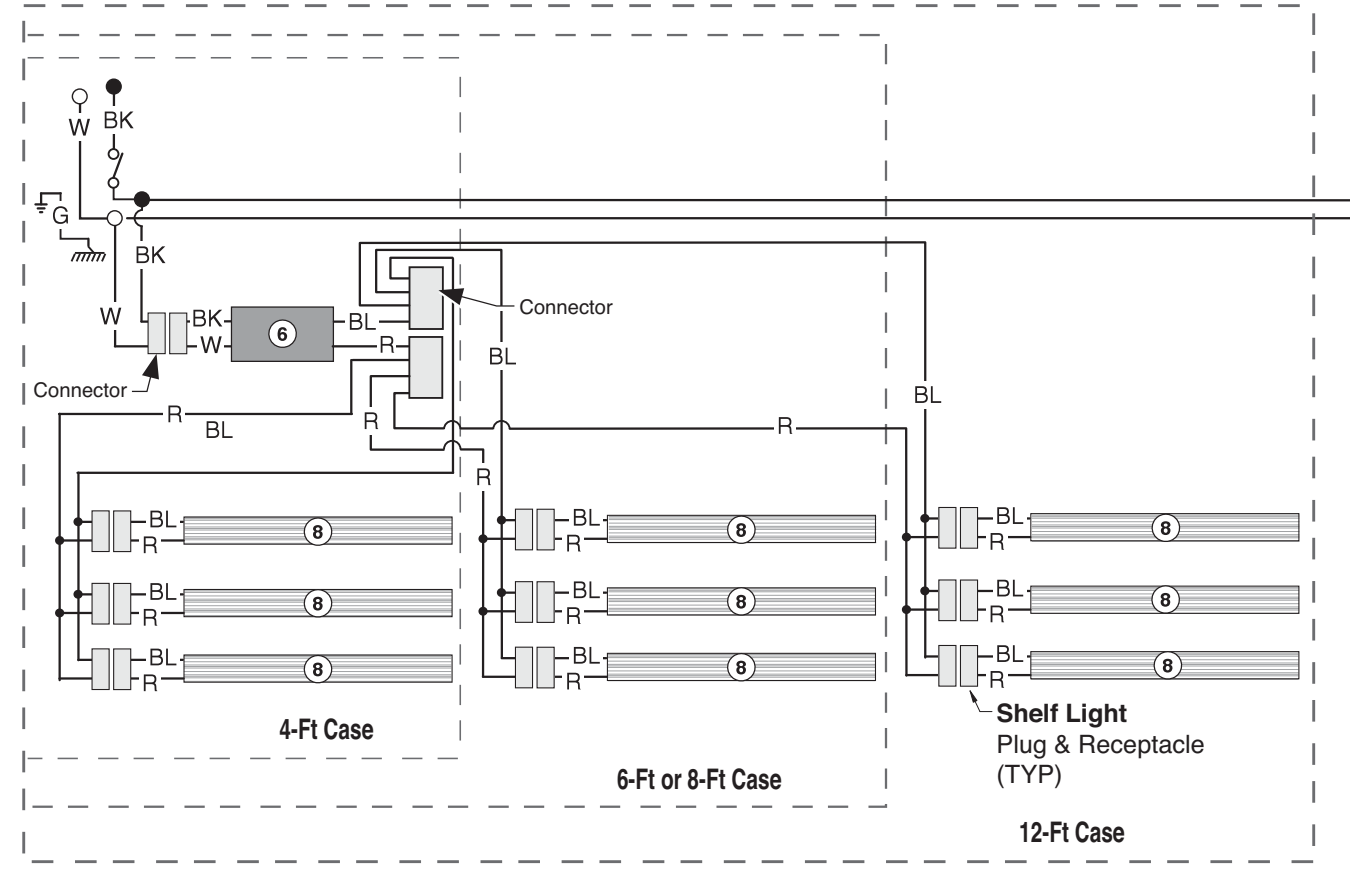 W
BK
G
BK
W
BK
W
6
BL
R
Connector
Connector
BL
BL
R
BL
R
R
R
BL
R
8
BL
R
8
BL
R
8
BL
R
8
BL
R
8
BL
R
8
BL
R
8
BL
R
8
BL
R
8
4-Ft Case
Shelf Light
Plug & Receptacle
(TYP)
6-Ft or 8-Ft Case
12-Ft Case